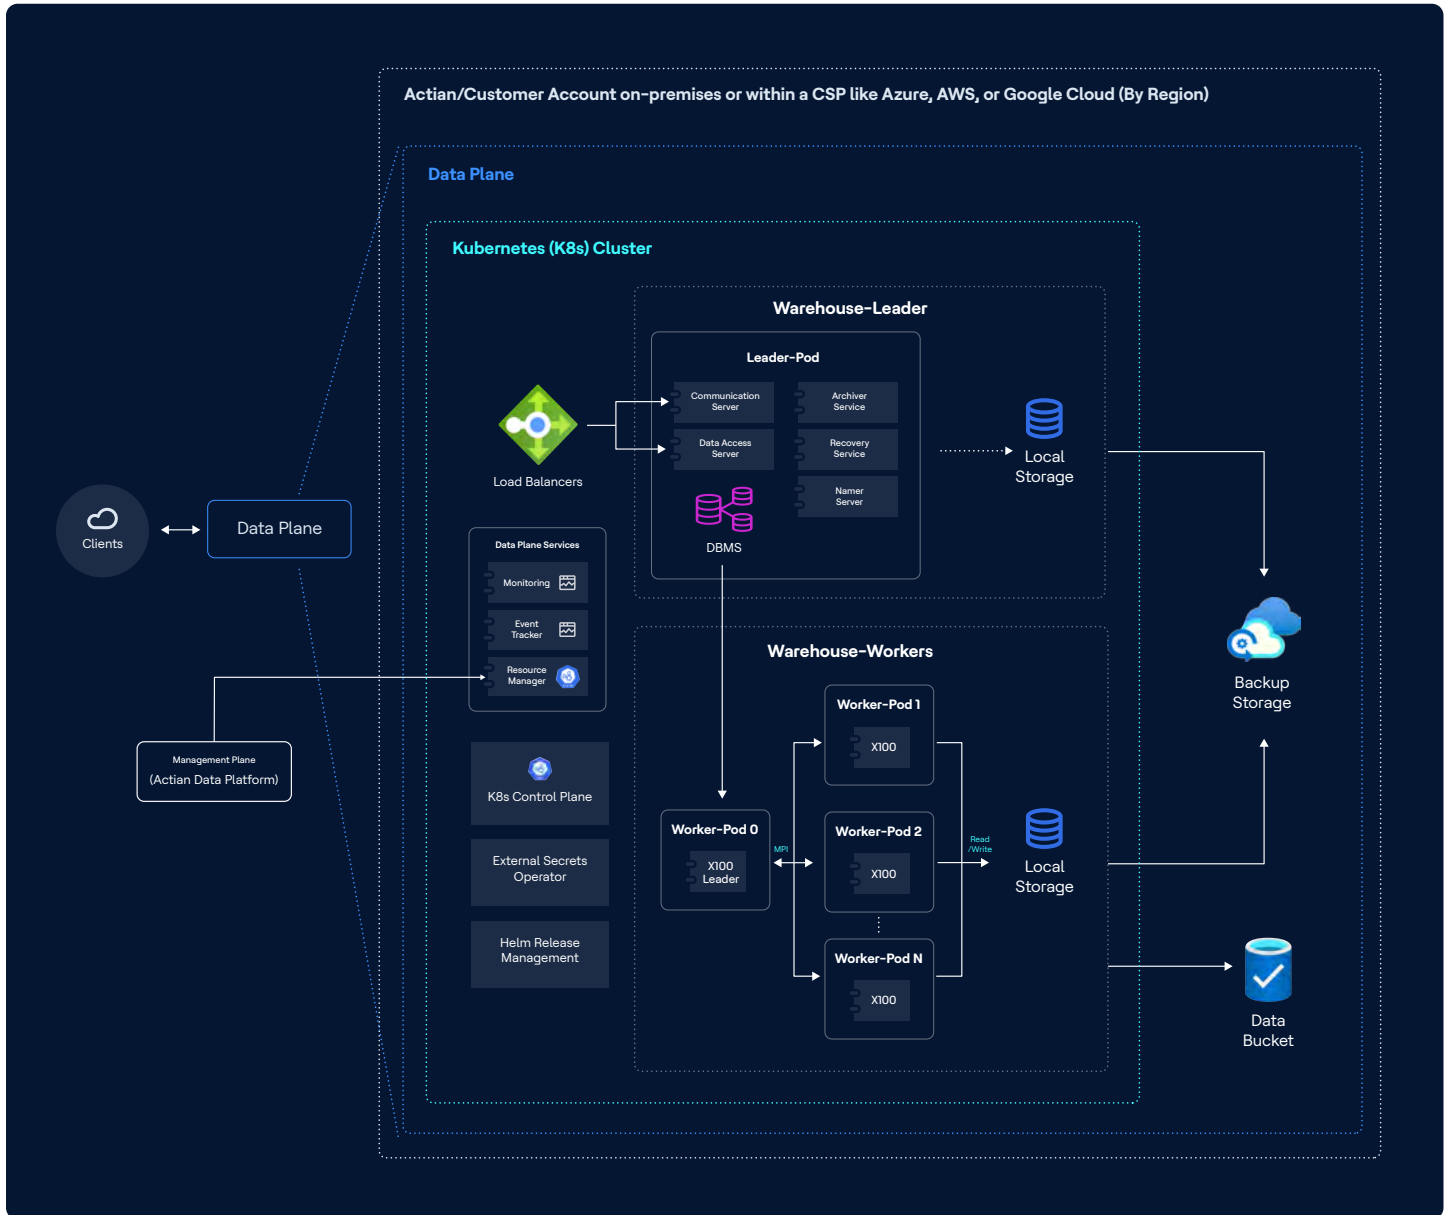 Actian/Customer Account on-premises or within a CSP like Azure, AWS, or Google Cloud (By Region)
Data Plane
Kubernetes (K8s) Cluster
Warehouse-Leader
Leader-Pod
Communication
Server
Archiver
Service
Data Access
Server
Recovery
Service
Namer
Server
DBMS
Load Balancers
Local
Storage
Clients
Data Plane
Data Plane Services
Monitoring
Event
Tracker
Resource
Manager
Management Plane
(Actian Data Platform)
K8s Control Plane
External Secrets
Operator
Helm Release
Management
Warehouse-Workers
Worker-Pod 0
X100
Leader
MPI
Worker-Pod 1
X100
Worker-Pod 2
X100
Worker-Pod N
X100
Read
/Write
Local
Storage
Backup
Storage
Data
Bucket